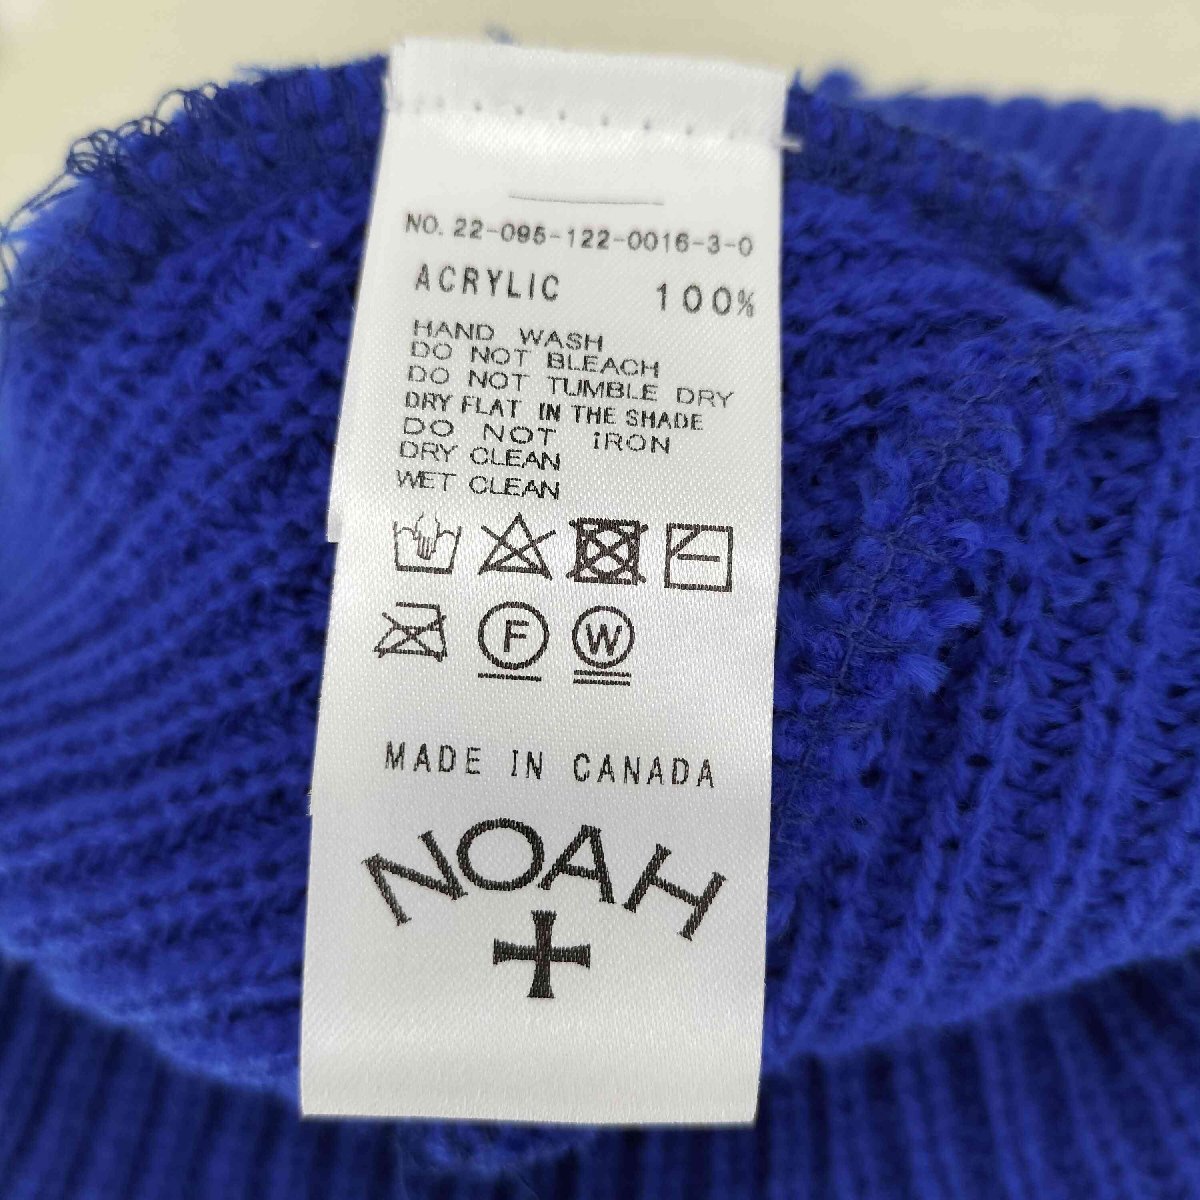 NO. 22-095-122-0016-3-0
ACRYLIC 100%
HAND WASH
DO NOT BLEACH
DO NOT TUMBLE DRY
DRY FLAT IN THE SHADE
DO NOT iRON
DRY CLEAN
WET CLEAN
F W
MADE IN CANADA
NOAH